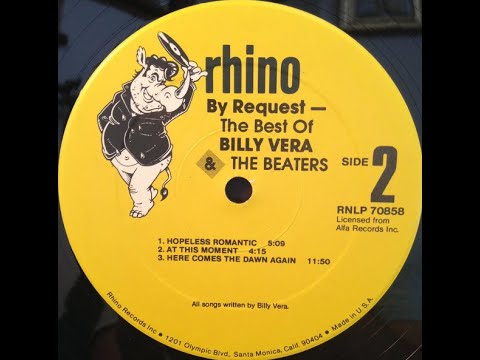 rhino
By Request —
The Best Of
BILLY VERA
& THE BEATERS
SIDE 2
RNLP 70858
Licensed from
Alfa Records Inc.
1. HOPELESS ROMANTIC 5:09
2. AT THIS MOMENT 4:15
3. HERE COMES THE DAWN AGAIN 11:50
All songs written by Billy Vera.
Rhino Records Inc • 1201 Olympic Blvd., Santa Monica, Calif. 90404 • Made in U.S.A.